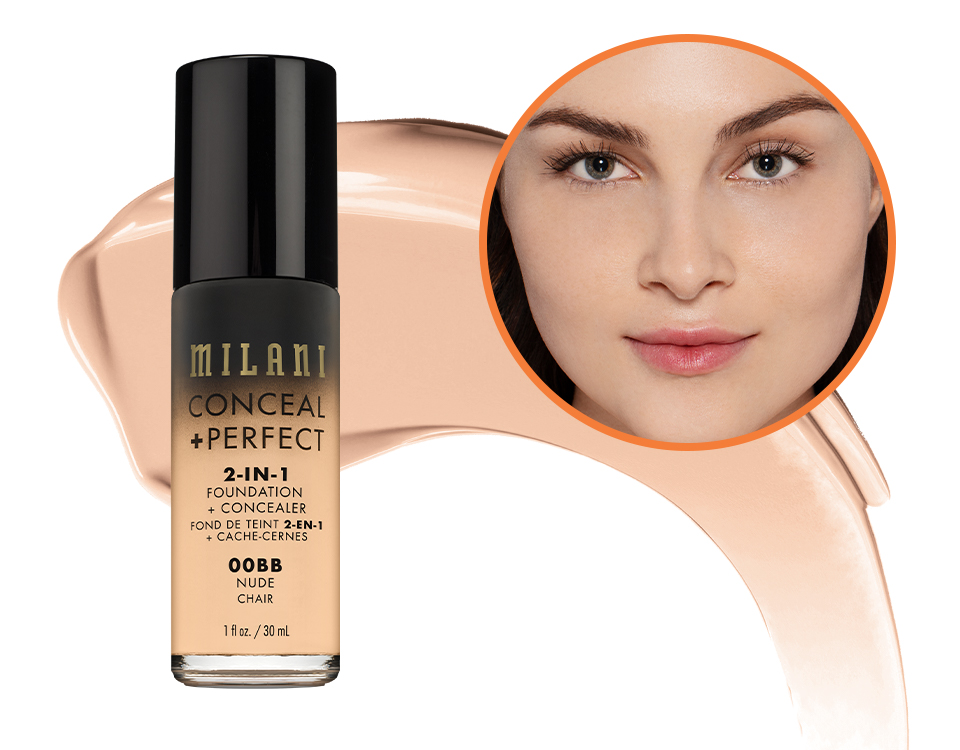 MILANI
CONCEAL
+PERFECT
2-IN-1
FOUNDATION
+ CONCEALER
FOND DE TEINT 2-EN-1
+ CACHE-CERNES
00BB
NUDE
CHAIR
1 fl oz. / 30 mL